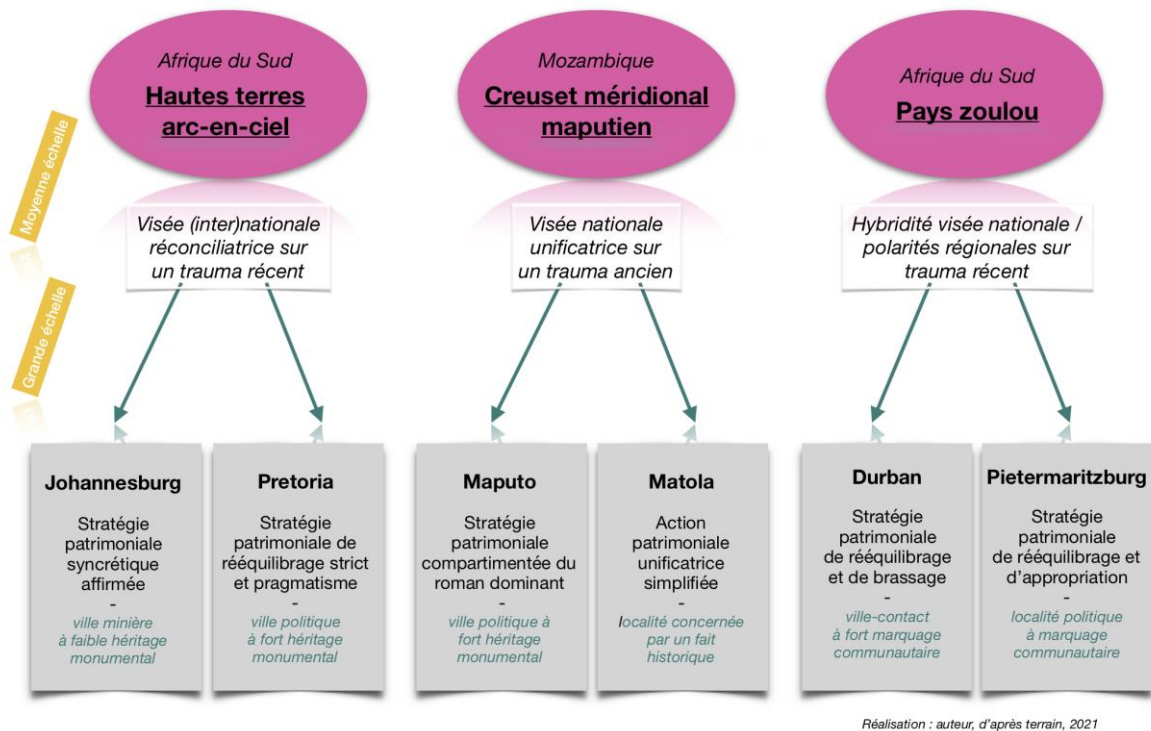 Afrique du Sud
Hautes terres
arc-en-ciel
Mozambique
Creuset méridional
maputien
Afrique du Sud
Pays zoulou
Moyenne échelle
Visée (inter)nationale
réconciliatrice sur
un trauma récent
Visée nationale
unificatrice sur
un trauma ancien
Hybridité visée nationale /
polarités régionales sur
trauma récent
Grande échelle
Johannesburg
Stratégie
patrimoniale
syncrétique
affirmée
-
ville minière
à faible héritage
monumental
Pretoria
Stratégie
patrimoniale de
rééquilibrage strict
et pragmatisme
-
ville politique
à fort héritage
monumental
Maputo
Stratégie
patrimoniale
compartimentée du
roman dominant
-
ville politique à
fort héritage
monumental
Matola
Action
patrimoniale
unificatrice
simplifiée
-
localité concernée
par un fait
historique
Durban
Stratégie
patrimoniale
de rééquilibrage
et de brassage
-
ville-contact
à fort marquage
communautaire
Pietermaritzburg
Stratégie
patrimoniale
de rééquilibrage et
d'appropriation
-
localité politique
à marquage
communautaire
Réalisation : auteur, d'après terrain, 2021